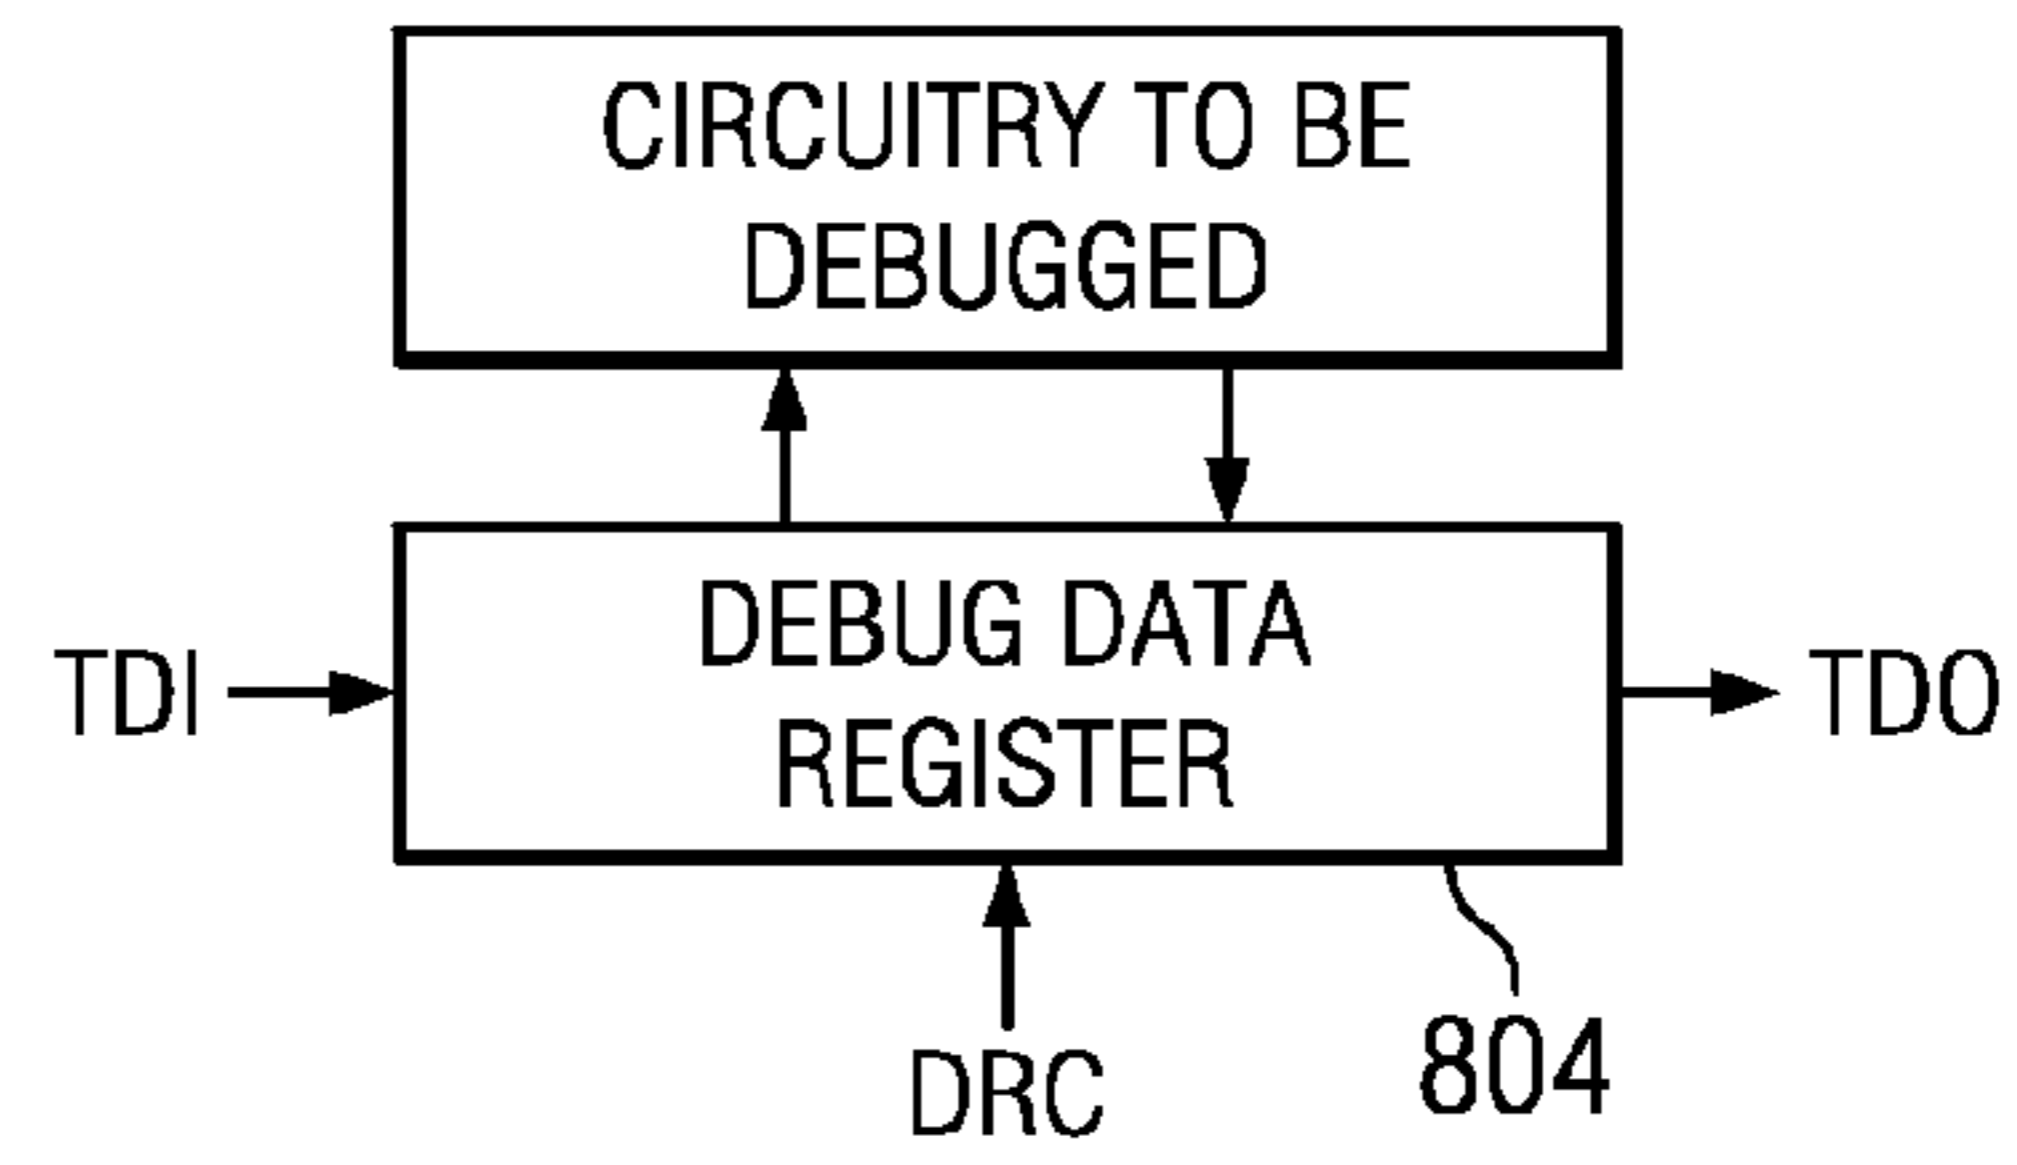 CIRCUITRY TO BE
DEBUGGED
DEBUG DATA
REGISTER
TDI
TDO
DRC
804